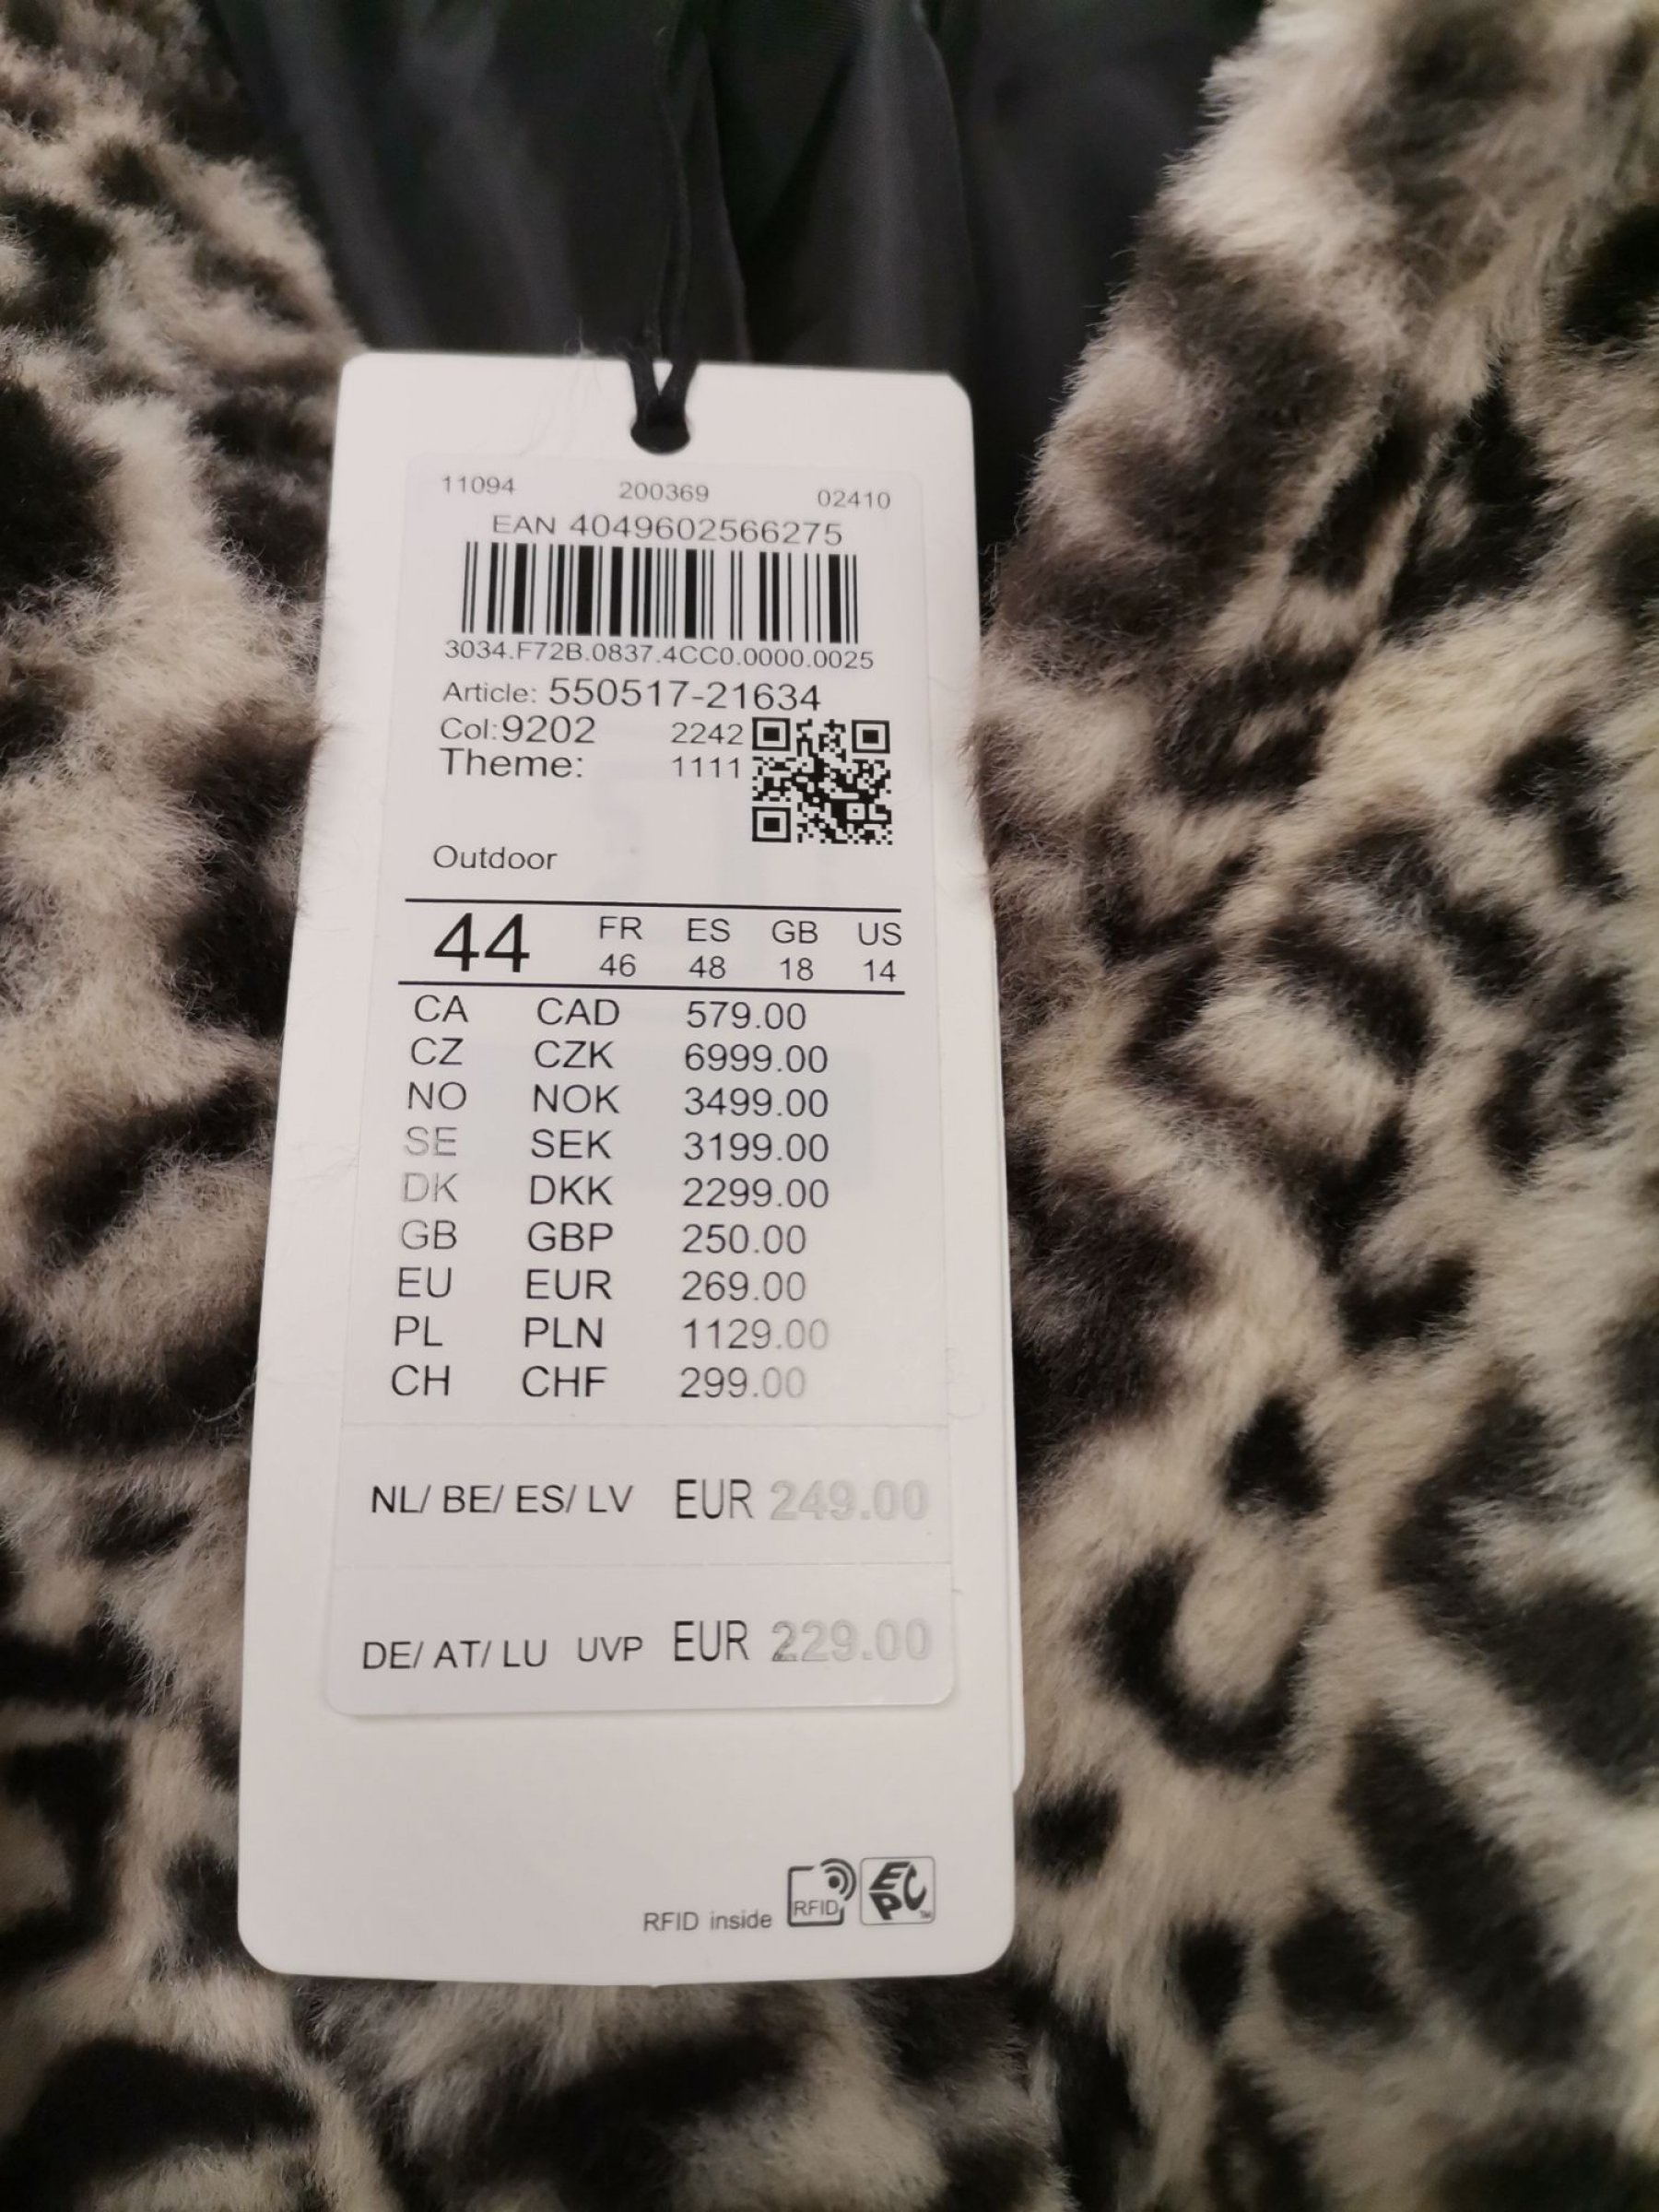 11094 200369 02410
EAN 4049602566275
3034.F72B.0837.4CC0.0000.0025
Article: 550517-21634
Col:9202 2242
Theme: 1111
Outdoor
44 FR ES GB US
46 48 18 14
CA CAD 579.00
CZ CZK 6999.00
NO NOK 3499.00
SE SEK 3199.00
DK DKK 2299.00
GB GBP 250.00
EU EUR 269.00
PL PLN 1129.00
CH CHF 299.00
NL/ BE/ ES/ LV EUR 249.00
DE/ AT/ LU UVP EUR 229.00
RFID inside RFID EPC™